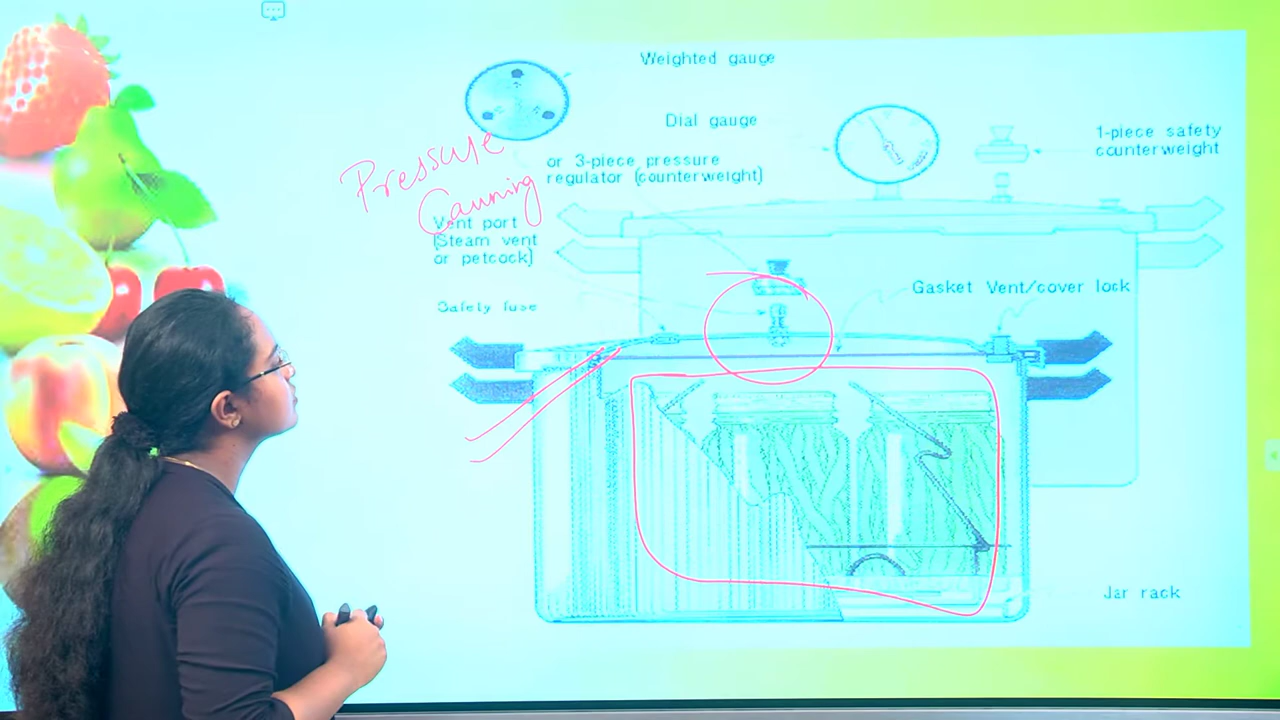 Weighted gauge
Dial gauge
1-piece safety
counterweight
Pressure
Canning
or 3-piece pressure
regulator (counterweight)
Vent port
(Steam vent
or petcock)
Safety fuse
Gasket Vent/cover lock
Jar rack